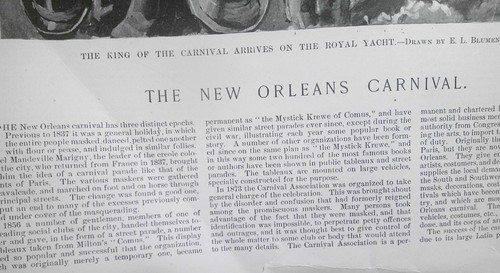 THE KING OF THE CARNIVAL ARRIVES ON THE ROYAL YACHT.—DRAWN BY E. L. BLUMEN
THE NEW ORLEANS CARNIVAL.
THE New Orleans carnival has three distinct epochs.
Previous to 1837 it was a general holiday, in which
the entire people masked, danced, pelted one another
with flour or pease, and indulged in similar follies.
el Mandeville Marigny, the leader of the creole ele-
the city, who returned from France in 1837, brought
him the idea of a carnival parade like that of the
ts of Paris. The various maskers were gathered
avalcade, and marched on foot and on horse through
principal streets. The change was found a good one,
put an end to many of the excesses previously com-
d under cover of the masquerading.
1856 a number of gentlemen, members of one of
eading social clubs of the city, banded themselves to-
er and gave, in the form of a street parade, a number
bleaux taken from Milton's "Comus." This display
ed so popular and successful that the organization,
ch was originally merely a temporary one, became
permanent as "the Mystick Krewe of Comus," and have
given similar street parades ever since, except during the
civil war, illustrating each year some popular book or
story. A number of other organizations have been form-
ed since on the same plan as "the Mystick Krewe," and
in this way some two hundred of the most famous books
or authors have been shown in public tableaux and street
parades. The tableaux are mounted on large vehicles,
specially constructed for the purpose.
In 1873 the Carnival Association was organized to take
general charge of the celebration. This was brought about
by the disorder and confusion that had formerly reigned
among the promiscuous maskers. Many persons took
advantage of the fact that they were masked, and that
identification was impossible, to perpetrate petty offences
and outrages, and it was thought best to give control of
the whole matter to some club or body that would attend
to the many details. The Carnival Association is a per-
manent and chartered
most solid business mer
authority from Congress
ing the arts, to import i
of duty. Originally the
Paris, but they are now
Orleans. They give e
artists, costumers, and de
supplies the local deman
the South and Southwes
masks, decorations, an
rivals which have becom
try, and which are mor
Orleans carnival. The
vehicles, costumes, etc.
done, and its corps of ar
The success of the car
due to its large Latin p